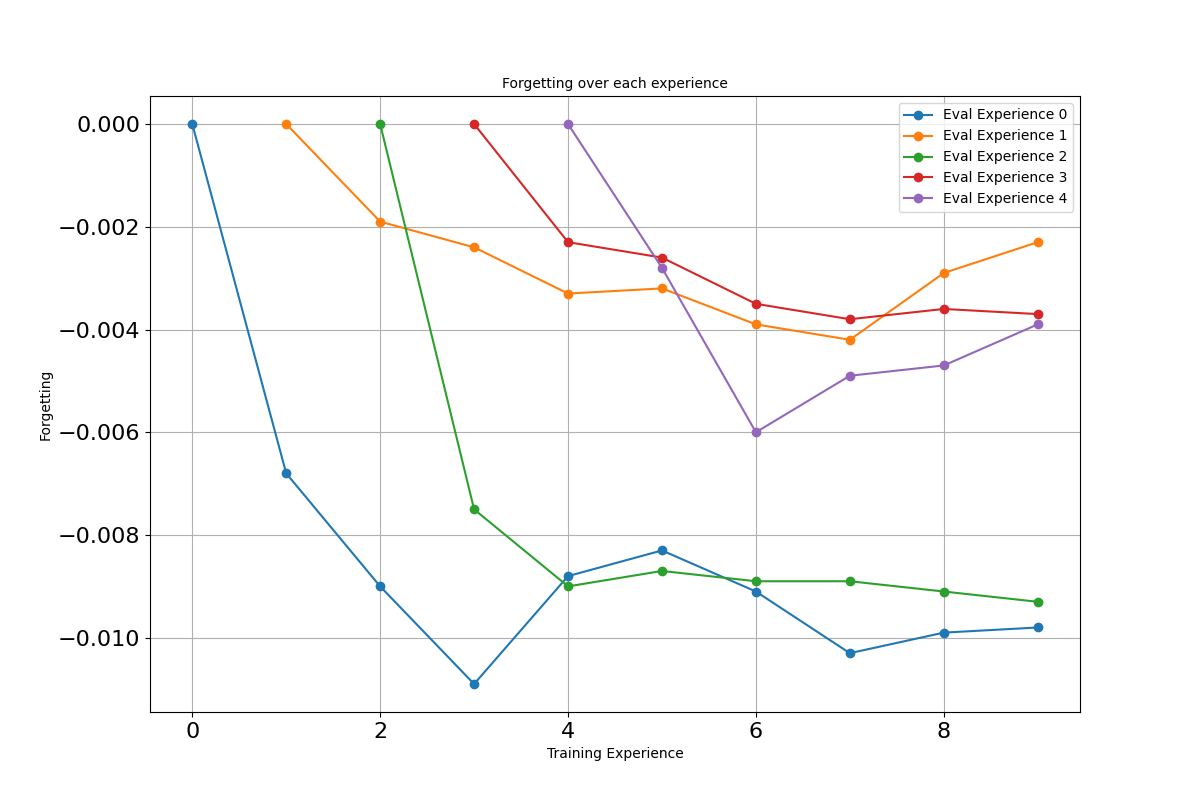 Forgetting over each experience
Eval Experience 0
Eval Experience 1
Eval Experience 2
Eval Experience 3
Eval Experience 4
0.000
−0.002
−0.004
−0.006
−0.008
−0.010
Forgetting
0 2 4 6 8
Training Experience